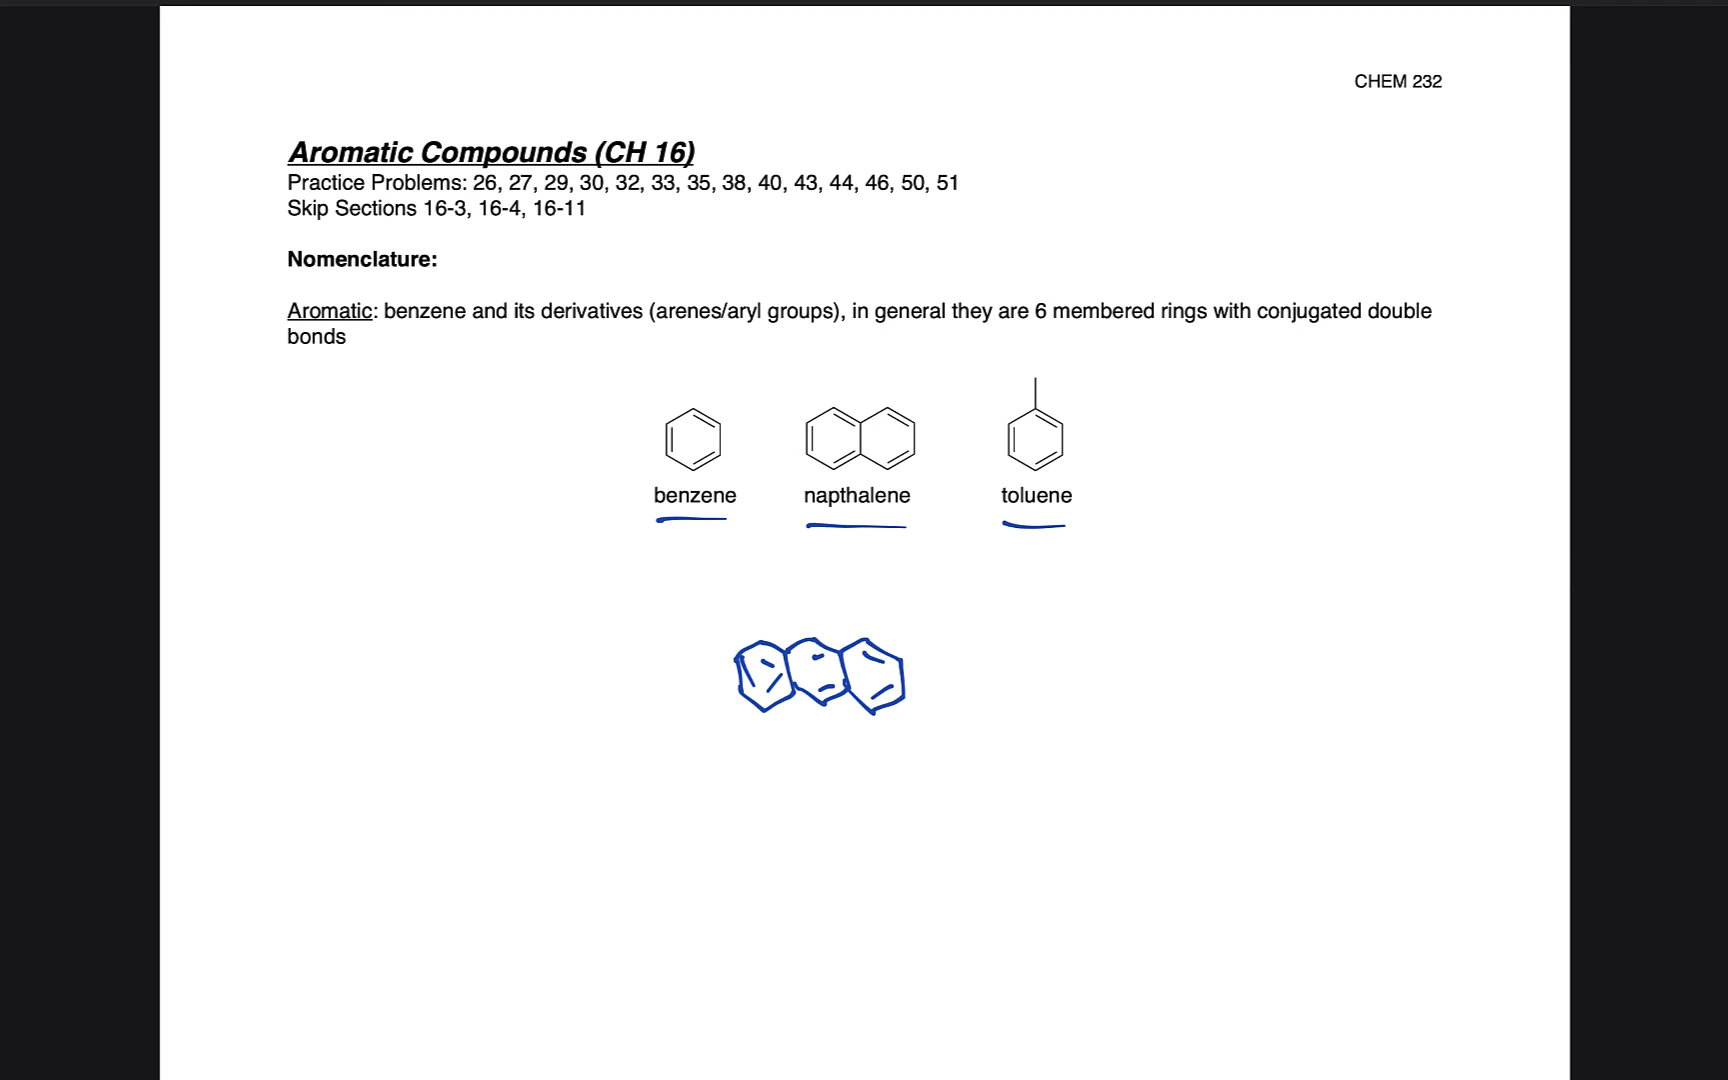 CHEM 232
Aromatic Compounds (CH 16)
Practice Problems: 26, 27, 29, 30, 32, 33, 35, 38, 40, 43, 44, 46, 50, 51
Skip Sections 16-3, 16-4, 16-11
Nomenclature:
Aromatic: benzene and its derivatives (arenes/aryl groups), in general they are 6 membered rings with conjugated double
bonds
benzene napthalene toluene